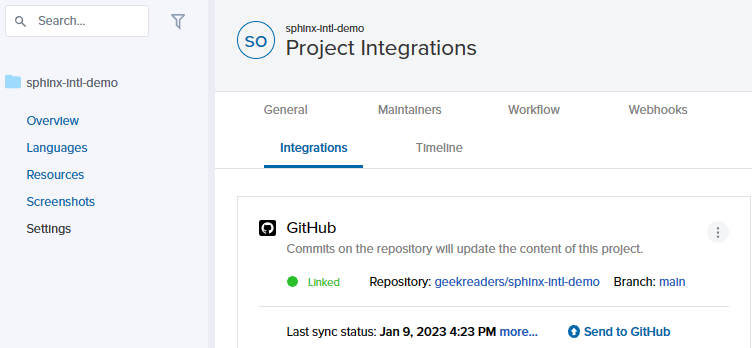 Search...
sphinx-intl-demo
Overview
Languages
Resources
Screenshots
Settings
SO
sphinx-intl-demo
Project Integrations
General Maintainers Workflow Webhooks
Integrations Timeline
GitHub
Commits on the repository will update the content of this project.
Linked Repository: geekreaders/sphinx-intl-demo Branch: main
Last sync status: Jan 9, 2023 4:23 PM more... Send to GitHub